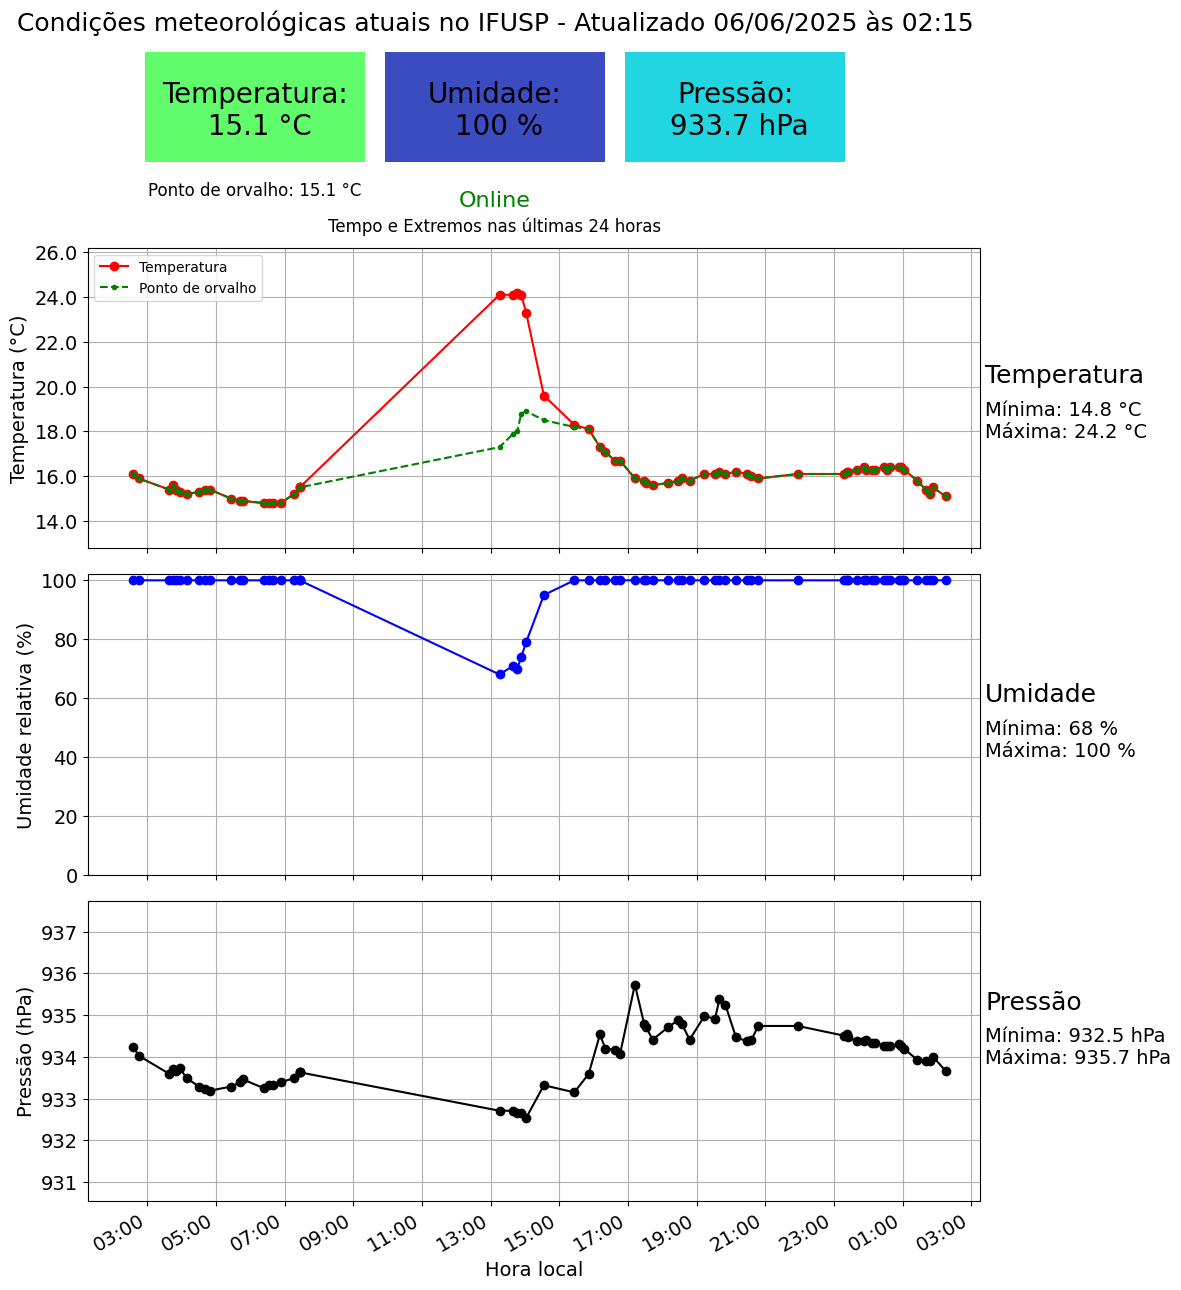 Condições meteorológicas atuais no IFUSP - Atualizado 06/06/2025 às 02:15
Temperatura:
15.1 °C
Umidade:
100 %
Pressão:
933.7 hPa
Ponto de orvalho: 15.1 °C
Online
Tempo e Extremos nas últimas 24 horas
Temperatura
Ponto de orvalho
Temperatura (°C)
26.0
24.0
22.0
20.0
18.0
16.0
14.0
Temperatura
Mínima: 14.8 °C
Máxima: 24.2 °C
Umidade relativa (%)
100
80
60
40
20
0
Umidade
Mínima: 68 %
Máxima: 100 %
Pressão (hPa)
937
936
935
934
933
932
931
Pressão
Mínima: 932.5 hPa
Máxima: 935.7 hPa
03:00
05:00
07:00
09:00
11:00
13:00
15:00
17:00
19:00
21:00
23:00
01:00
03:00
Hora local